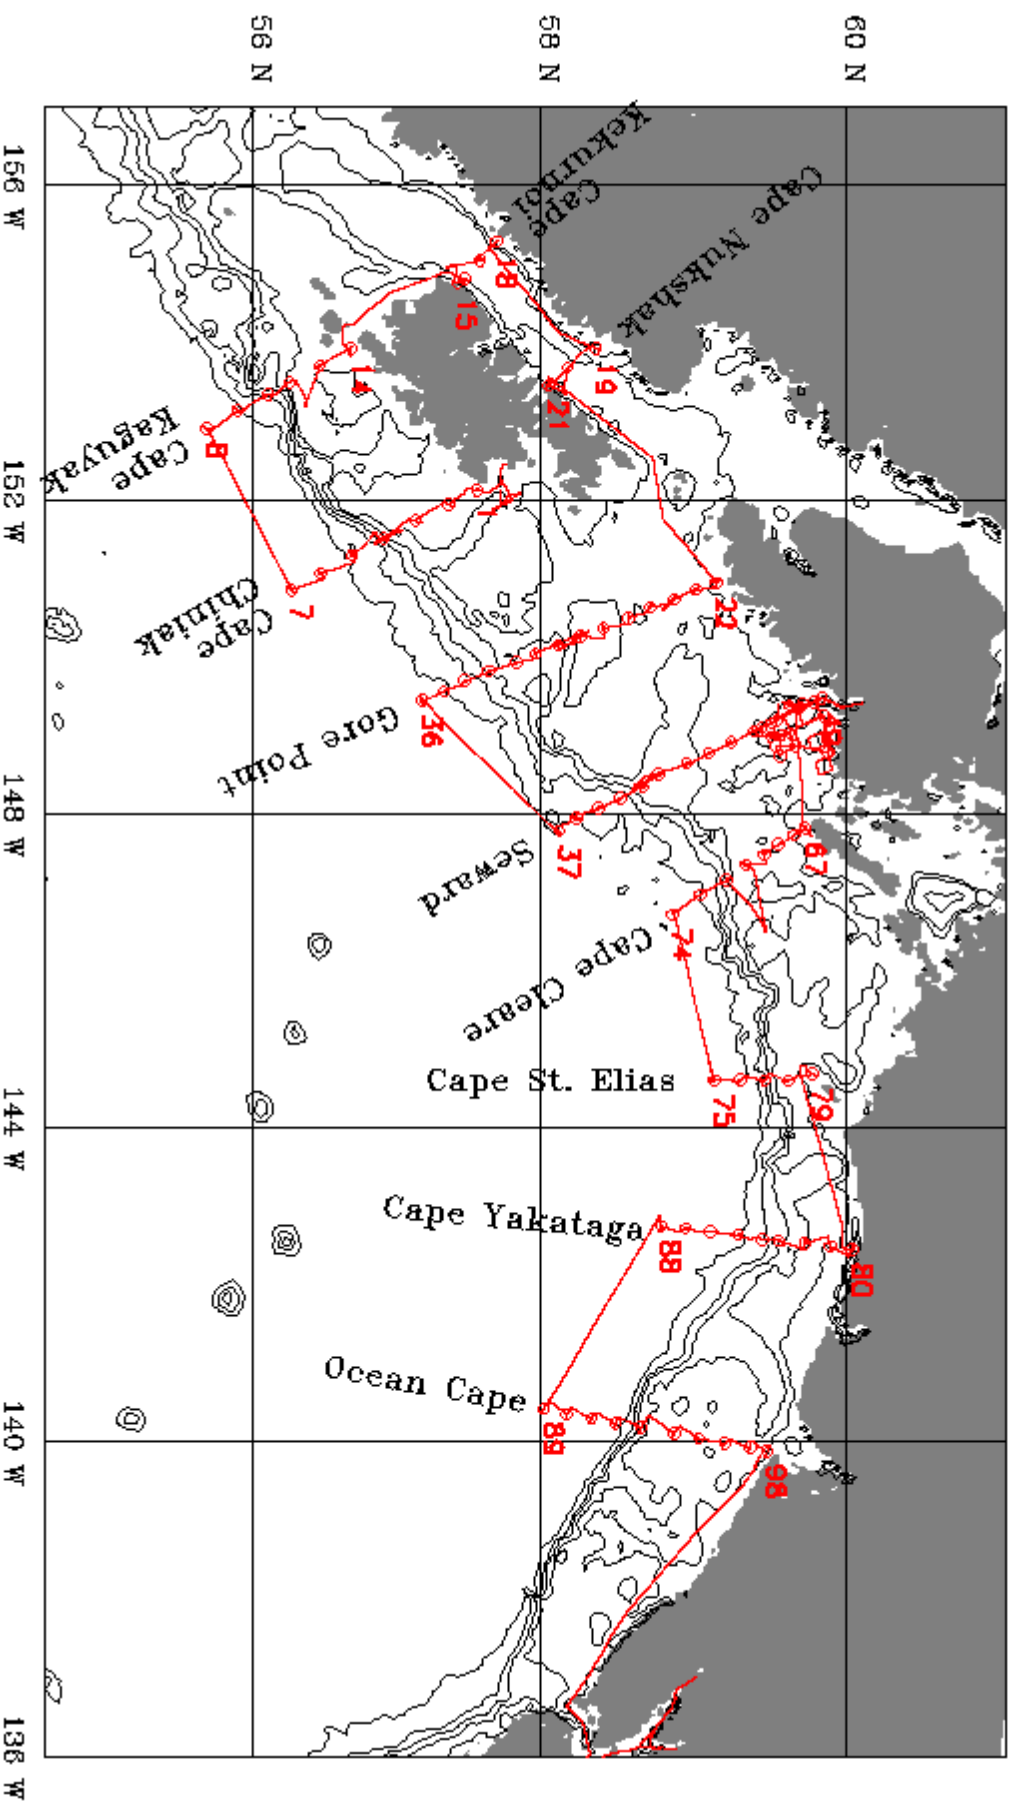 60 N
58 N
56 N
156 W
152 W
148 W
144 W
140 W
136 W
Cape
Kekurnoi
Cape Nukshak
Cape
Kaguyak
Cape
Chiniak
Gore Point
Seward
Cape Cleare
Cape St. Elias
Cape Yakataga
Ocean Cape
1
7
8
14
15
18
19
21
22
36
37
67
74
75
79
80
88
89
98